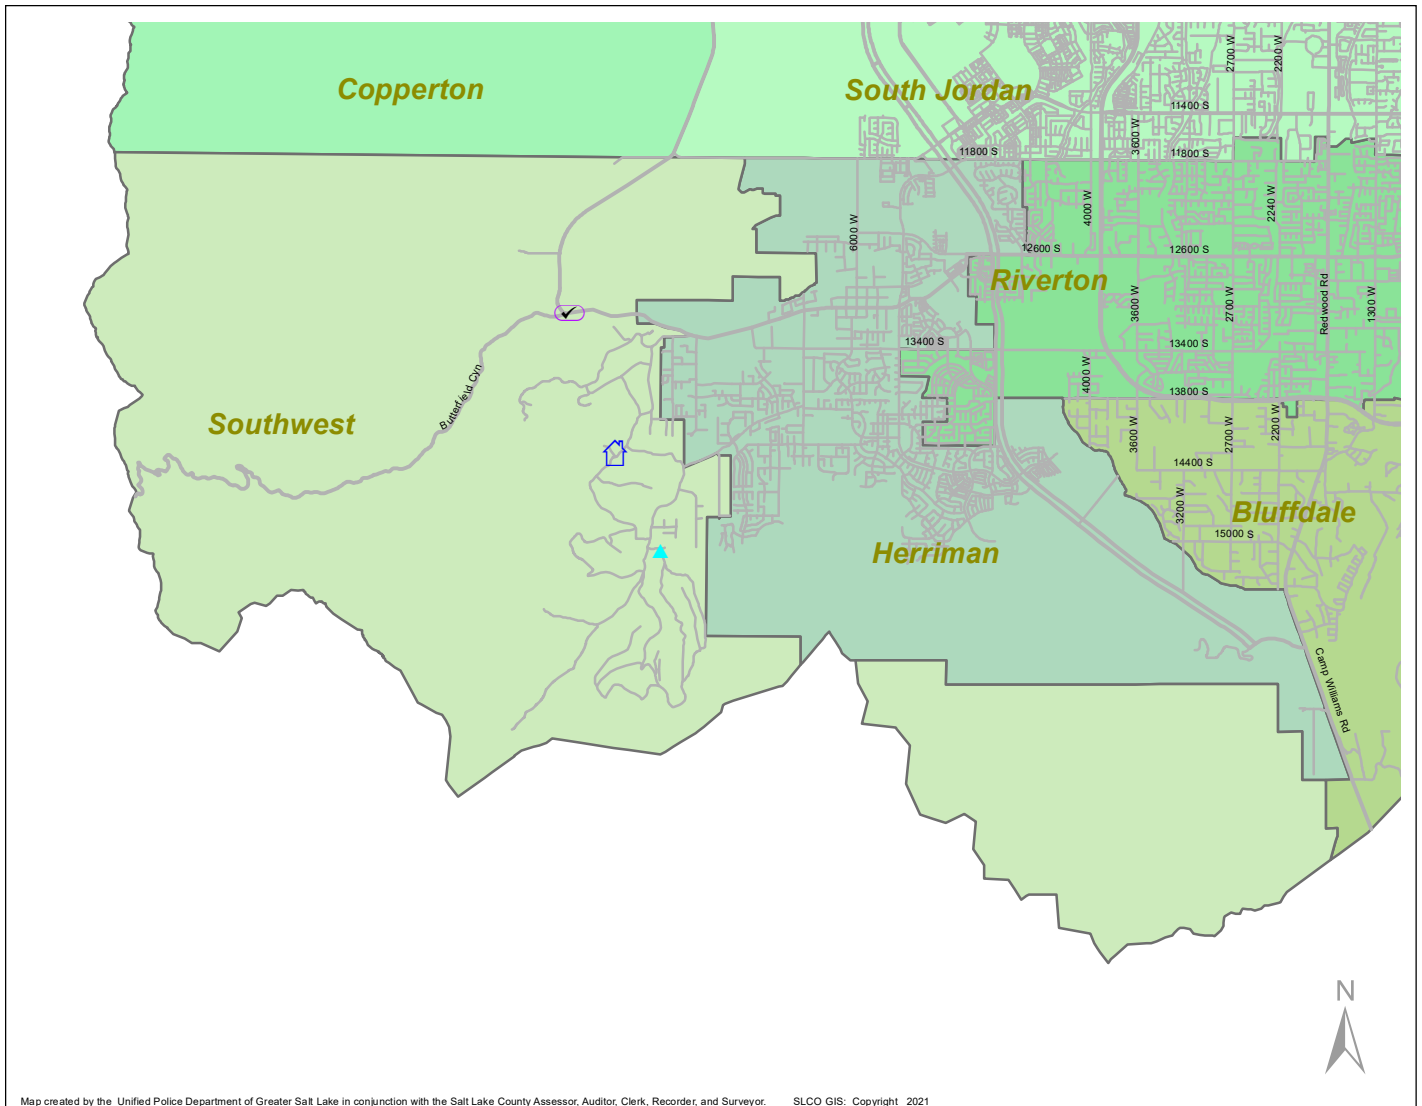 Copperton
South Jordan
2700 W
2200 W
11400 S
3600 W
11800 S
11800 S
4000 W
2240 W
6000 W
12600 S
12600 S
Riverton
3600 W
2700 W
Redwood Rd
1300 W
13400 S
13400 S
4000 W
13800 S
Butterfield Cyn
Southwest
3600 W
2700 W
2200 W
14400 S
3200 W
Bluffdale
15000 S
Herriman
Camp Williams Rd
N
Map created by the Unified Police Department of Greater Salt Lake in conjunction with the Salt Lake County Assessor, Auditor, Clerk, Recorder, and Surveyor. SLCO GIS: Copyright 2021